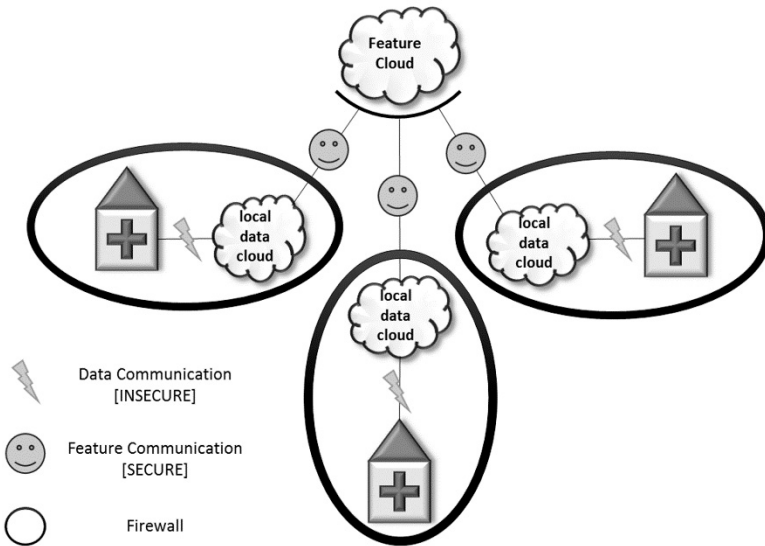 Feature
Cloud
local
data
cloud
local
data
cloud
local
data
cloud
Data Communication
[INSECURE]
Feature Communication
[SECURE]
Firewall